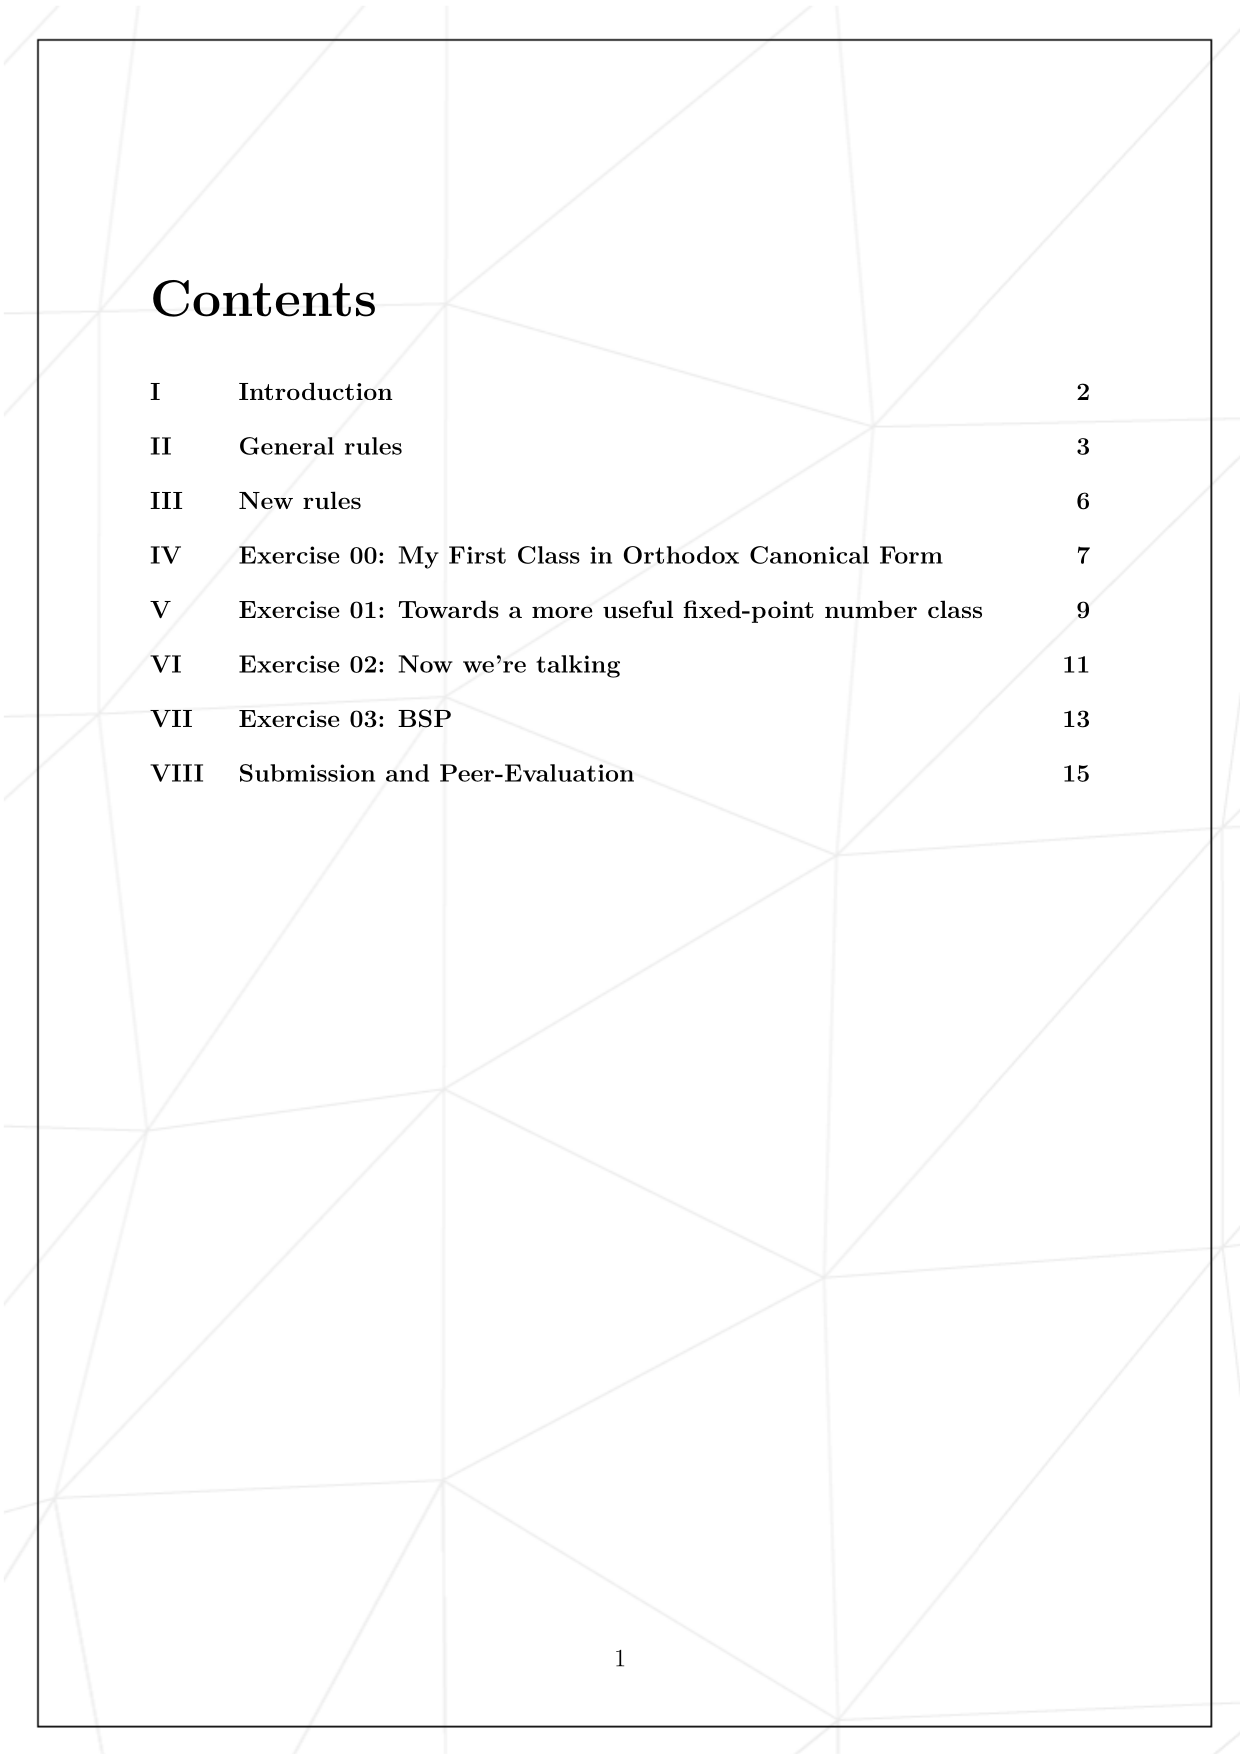 Contents
I Introduction 2
II General rules 3
III New rules 6
IV Exercise 00: My First Class in Orthodox Canonical Form 7
V Exercise 01: Towards a more useful fixed-point number class 9
VI Exercise 02: Now we're talking 11
VII Exercise 03: BSP 13
VIII Submission and Peer-Evaluation 15
1